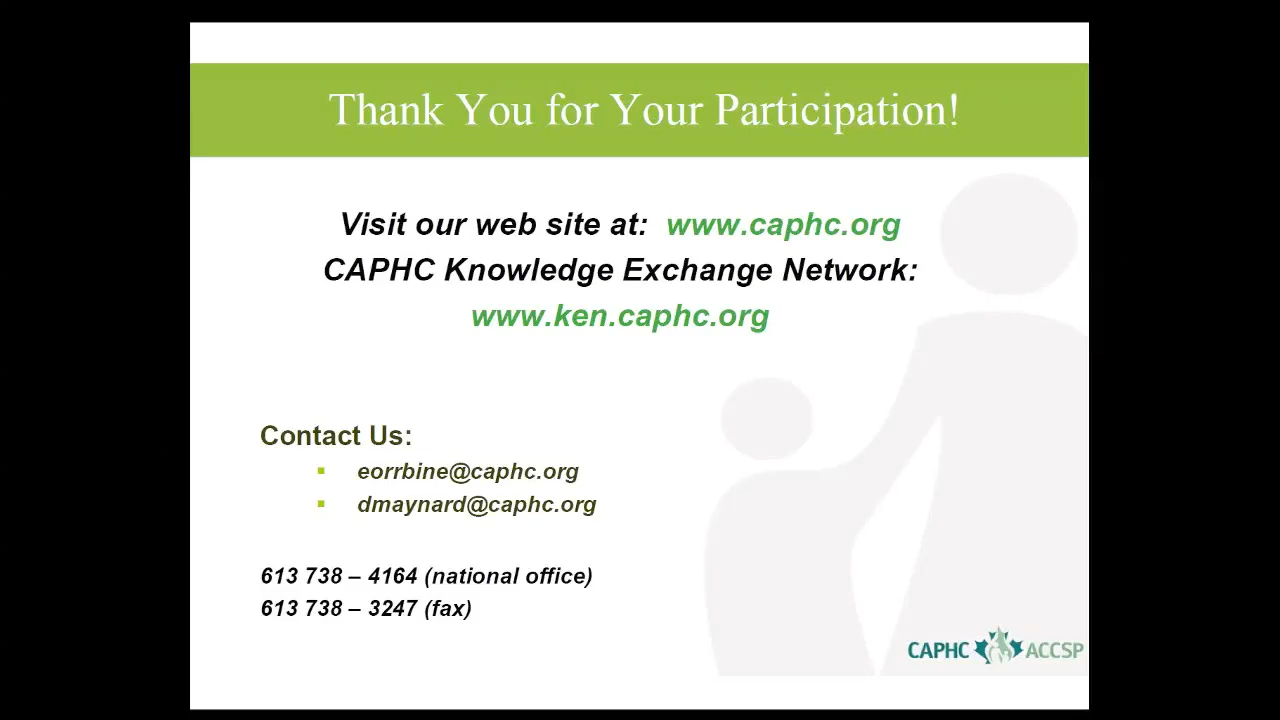 Thank You for Your Participation!
Visit our web site at: www.caphc.org
CAPHC Knowledge Exchange Network:
www.ken.caphc.org
Contact Us:
▪ eorrbine@caphc.org
▪ dmaynard@caphc.org
613 738 – 4164 (national office)
613 738 – 3247 (fax)
CAPHC ACCSP